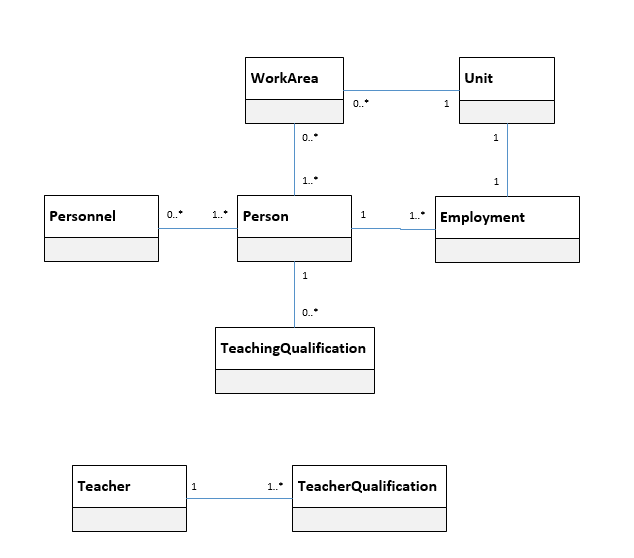 WorkArea
Unit
0..*
1
0..*
1
1..*
1
Personnel
0..*
1..*
Person
1
1..*
Employment
1
0..*
TeachingQualification
Teacher
1
1..*
TeacherQualification